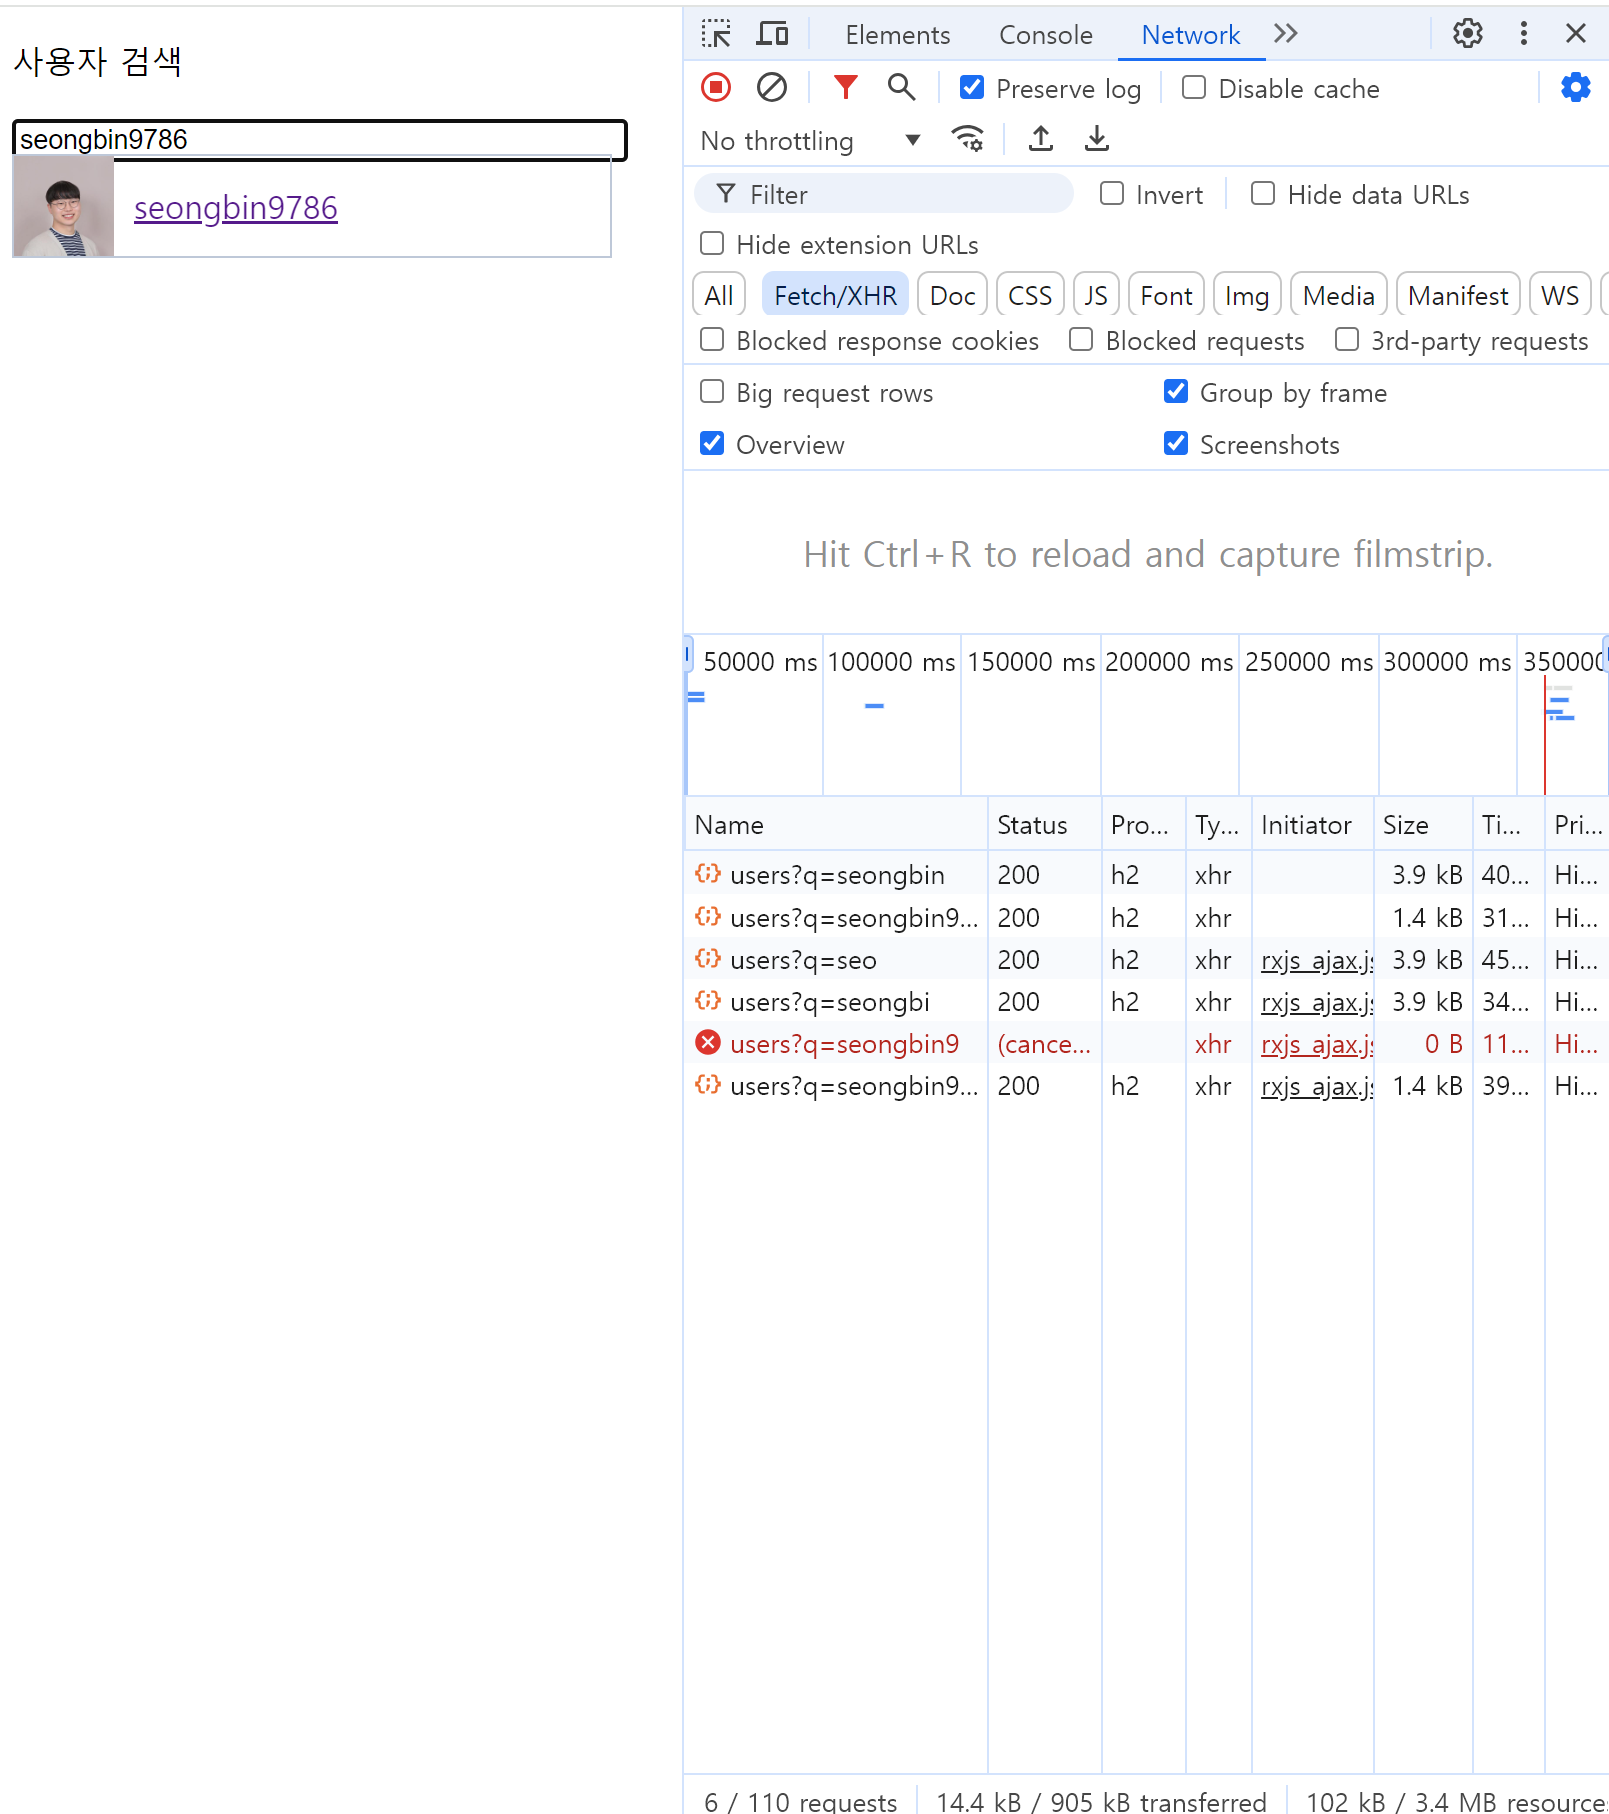 사용자 검색
seongbin9786
seongbin9786
Elements Console Network
Preserve log Disable cache
No throttling
Filter Invert Hide data URLs
Hide extension URLs
All Fetch/XHR Doc CSS JS Font Img Media Manifest WS
Blocked response cookies Blocked requests 3rd-party requests
Big request rows Group by frame
Overview Screenshots
Hit Ctrl+R to reload and capture filmstrip.
50000 ms 100000 ms 150000 ms 200000 ms 250000 ms 300000 ms 350000
Name Status Pro... Ty... Initiator Size Ti... Pri...
users?q=seongbin 200 h2 xhr 3.9 kB 40... Hi...
users?q=seongbin9... 200 h2 xhr 1.4 kB 31... Hi...
users?q=seo 200 h2 xhr rxjs_ajax.js 3.9 kB 45... Hi...
users?q=seongbi 200 h2 xhr rxjs_ajax.js 3.9 kB 34... Hi...
users?q=seongbin9 (cance... xhr rxjs_ajax.js 0 B 11... Hi...
users?q=seongbin9... 200 h2 xhr rxjs_ajax.js 1.4 kB 39... Hi...
6 / 110 requests 14.4 kB / 905 kB transferred 102 kB / 3.4 MB resource